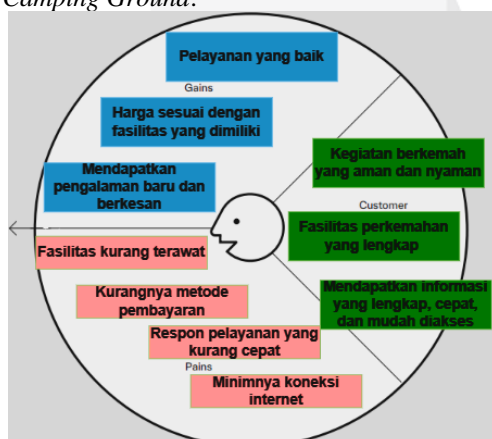 Camping Ground.
Pelayanan yang baik
Gains
Harga sesuai dengan
fasilitas yang dimiliki
Mendapatkan
pengalaman baru dan
berkesan
Kegiatan berkemah
yang aman dan nyaman
Customer
Fasilitas perkemahan
yang lengkap
Mendapatkan informasi
yang lengkap, cepat,
dan mudah diakses
Fasilitas kurang terawat
Kurangnya metode
pembayaran
Respon pelayanan yang
kurang cepat
Pains
Minimnya koneksi
internet